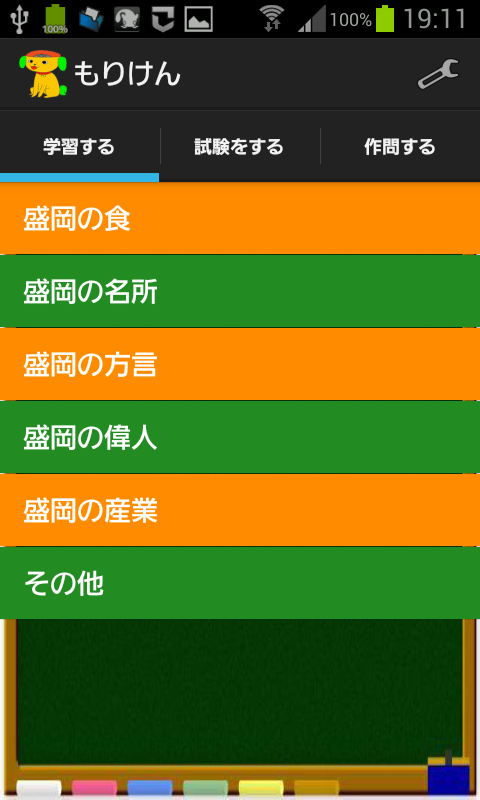 100% 100% 19:11
もりけん
学習する 試験をする 作問する
盛岡の食
盛岡の名所
盛岡の方言
盛岡の偉人
盛岡の産業
その他